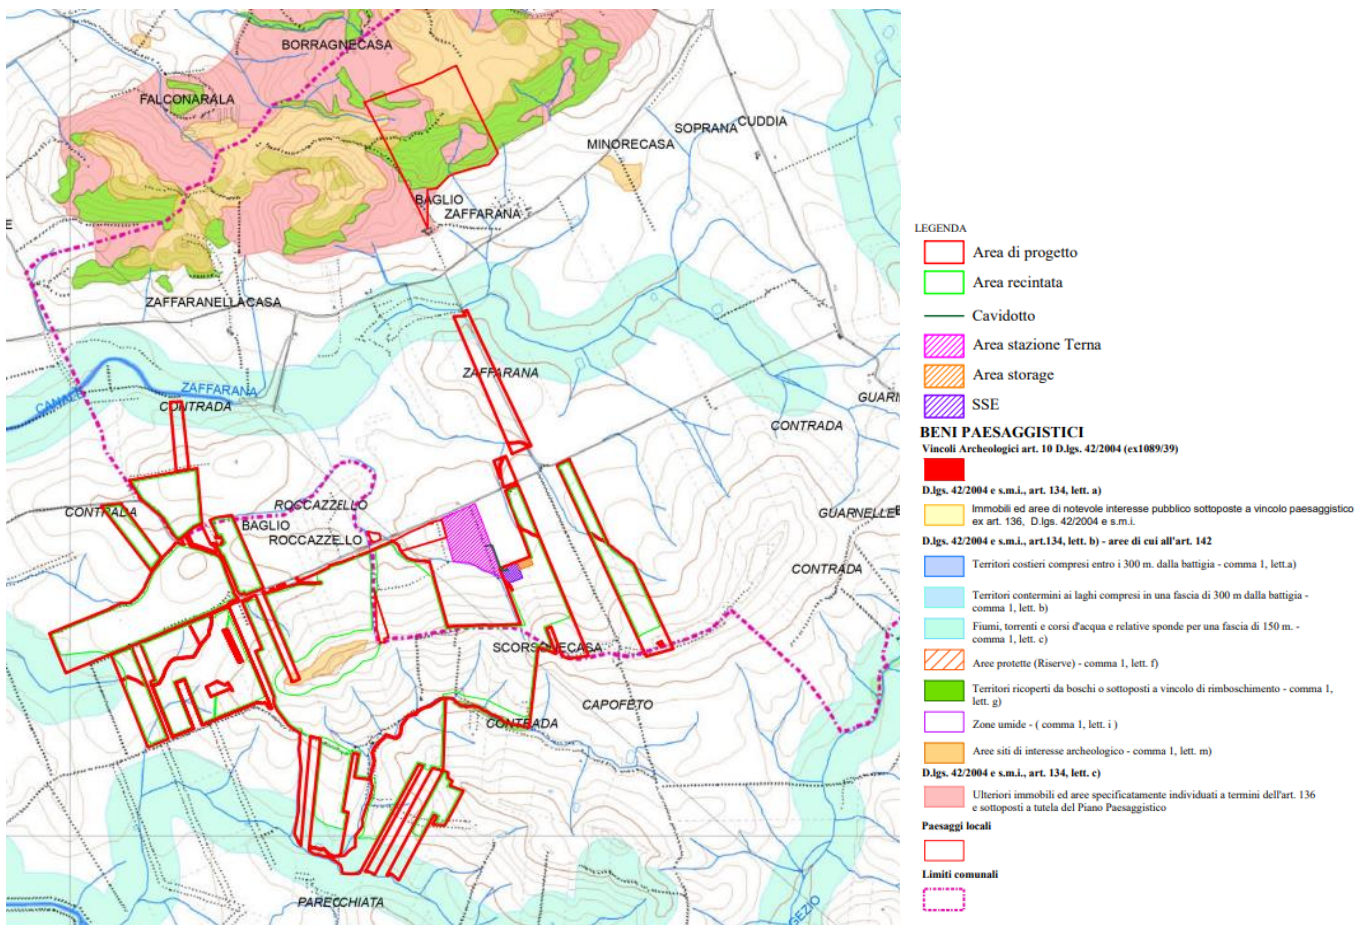 BORRAGNECASA
FALCONARALA
SOPRANA
CUDDIA
MINORECASA
BAGLIO
ZAFFARANA
E
ZAFFARANELLACASA
ZAFFARANA
CANALE
ZAFFARANA
CONTRADA
GUARN
CONTRADA
CONTRADA
ROCCAZZELLO
BAGLIO
ROCCAZZELLO
GUARNELLE
CONTRADA
SCORSONECASA
CAPOFETO
CONTRADA
PARECCHIATA
GEZIO
LEGENDA
Area di progetto
Area recintata
Cavidotto
Area stazione Terna
Area storage
SSE
BENI PAESAGGISTICI
Vincoli Archeologici art. 10 D.lgs. 42/2004 (ex1089/39)
D.lgs. 42/2004 e s.m.i., art. 134, lett. a)
Immobili ed aree di notevole interesse pubblico sottoposte a vincolo paesaggistico
ex art. 136, D.lgs. 42/2004 e s.m.i.
D.lgs. 42/2004 e s.m.i., art.134, lett. b) - aree di cui all'art. 142
Territori costieri compresi entro i 300 m. dalla battigia - comma 1, lett.a)
Territori contermini ai laghi compresi in una fascia di 300 m dalla battigia -
comma 1, lett. b)
Fiumi, torrenti e corsi d'acqua e relative sponde per una fascia di 150 m. -
comma 1, lett. c)
Aree protette (Riserve) - comma 1, lett. f)
Territori ricoperti da boschi o sottoposti a vincolo di rimboschimento - comma 1,
lett. g)
Zone umide - ( comma 1, lett. i )
Aree siti di interesse archeologico - comma 1, lett. m)
D.lgs. 42/2004 e s.m.i., art. 134, lett. c)
Ulteriori immobili ed aree specificamente individuati a termini dell'art. 136
e sottoposti a tutela del Piano Paesaggistico
Paesaggi locali
Limiti comunali